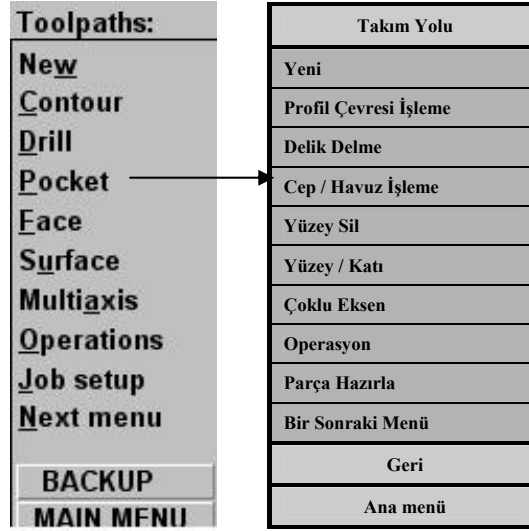 Toolpaths:
New
Contour
Drill
Pocket
Face
Surface
Multiaxis
Operations
Job setup
Next menu
BACKUP
MAIN MENU
Takım Yolu
Yeni
Profil Çevresi İşleme
Delik Delme
Cep / Havuz İşleme
Yüzey Sil
Yüzey / Katı
Çoklu Eksen
Operasyon
Parça Hazırla
Bir Sonraki Menü
Geri
Ana menü